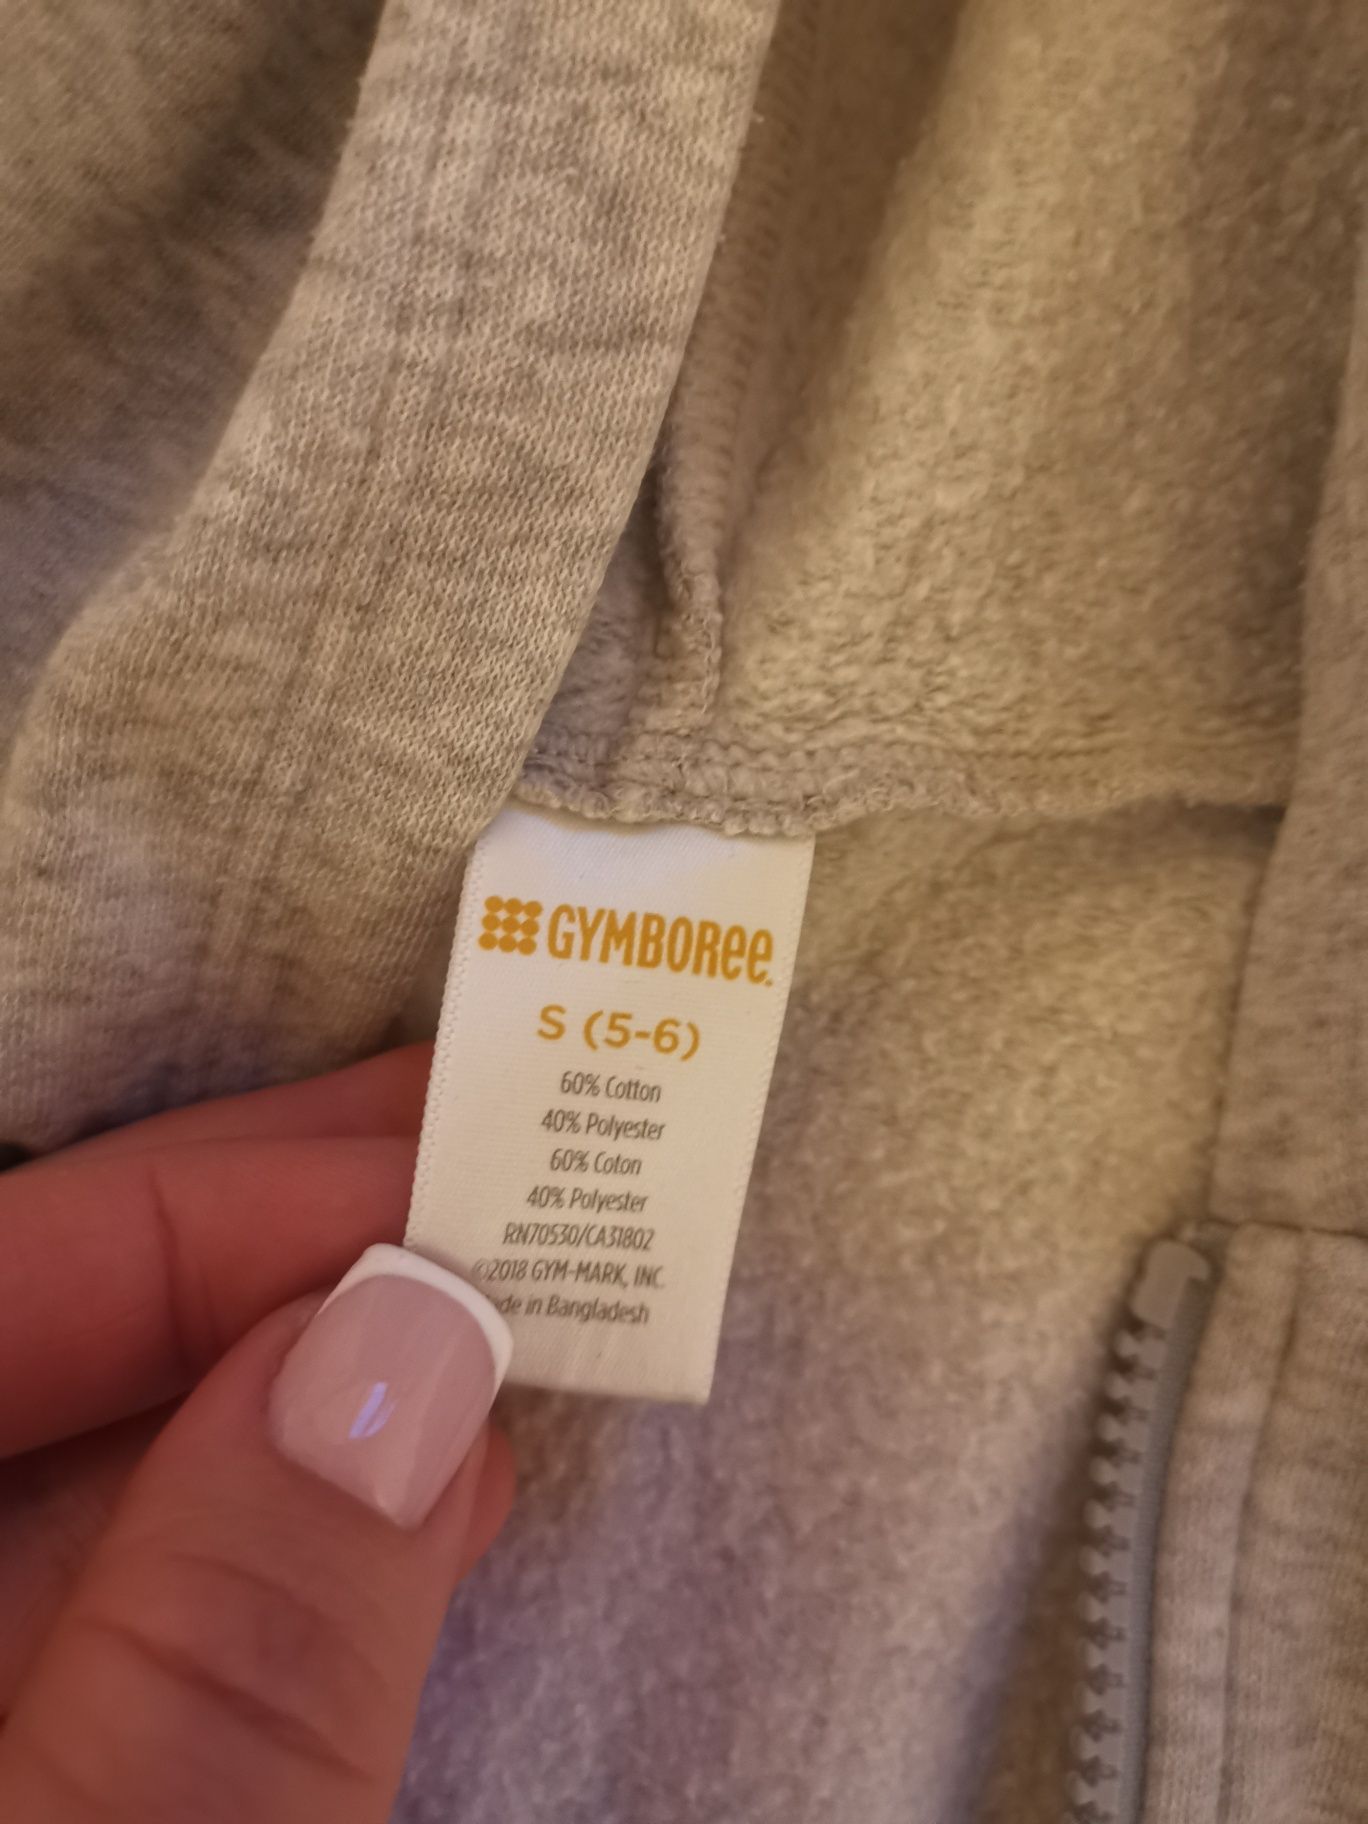 GYMBOREE
S (5-6)
60% Cotton
40% Polyester
60% Coton
40% Polyester
RN70530/CA31802
©2018 GYM-MARK, INC.
in Bangladesh